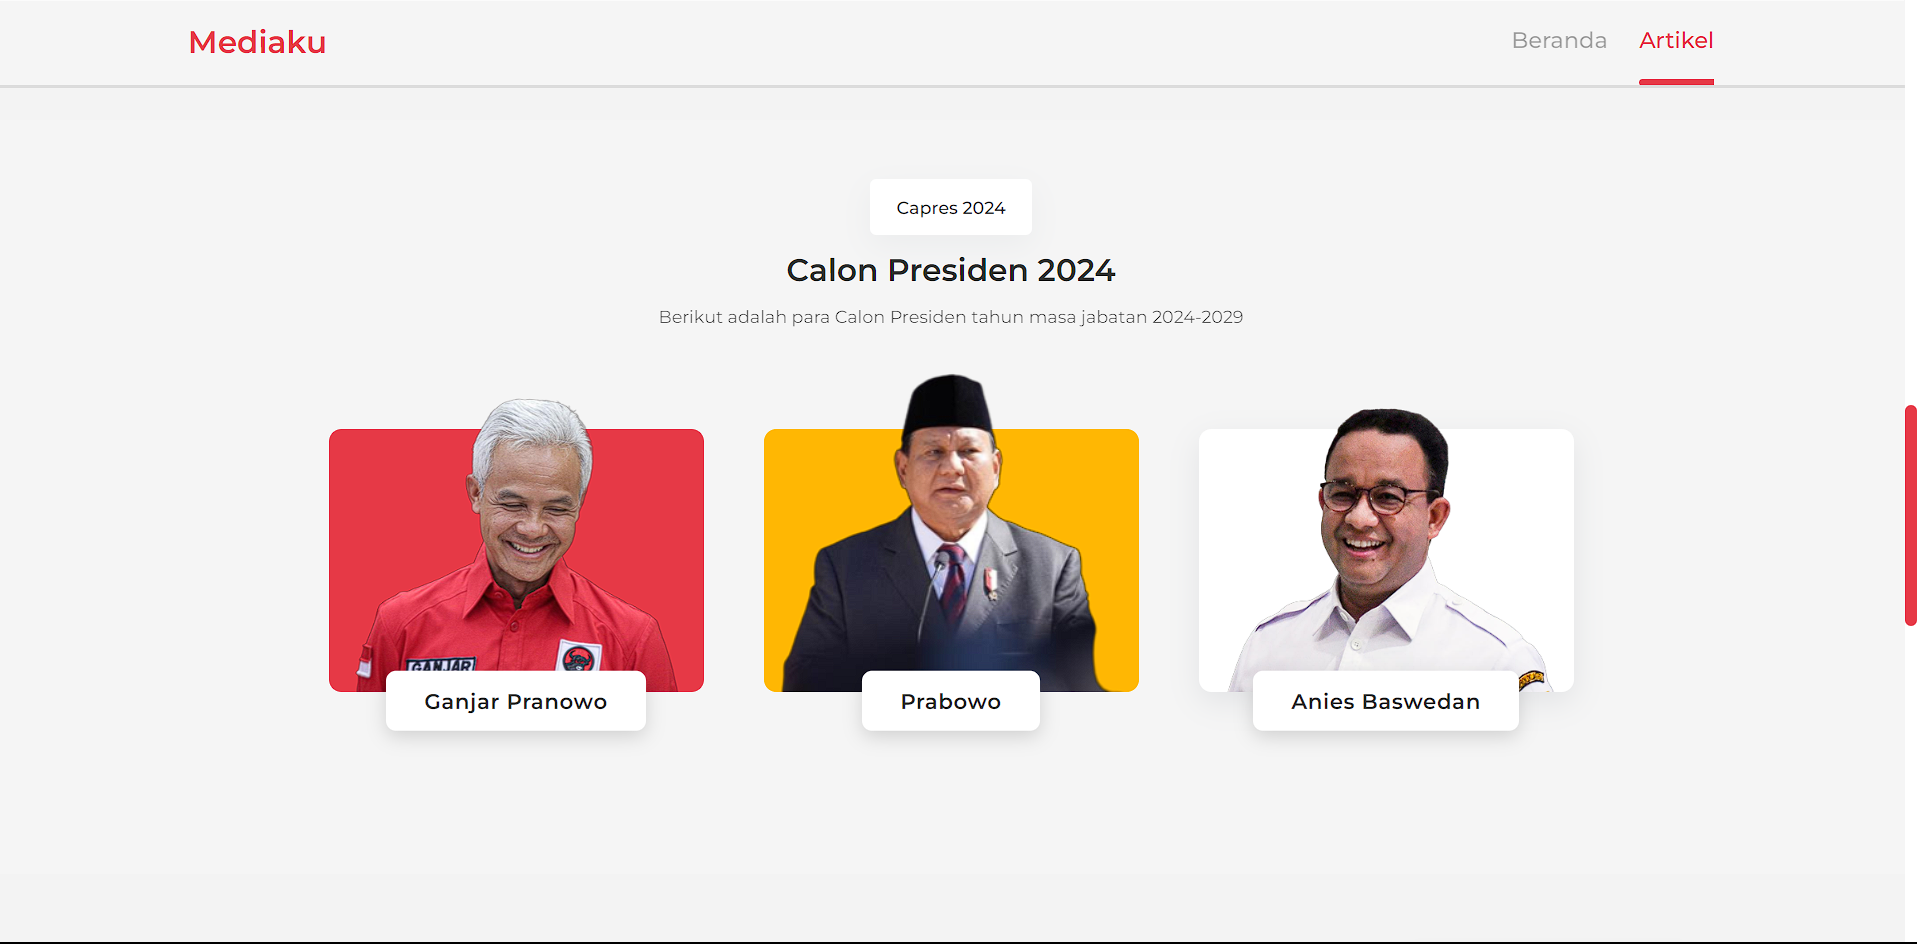 Mediaku
Beranda
Artikel
Capres 2024
Calon Presiden 2024
Berikut adalah para Calon Presiden tahun masa jabatan 2024-2029
GANJAR
Ganjar Pranowo
Prabowo
Anies Baswedan